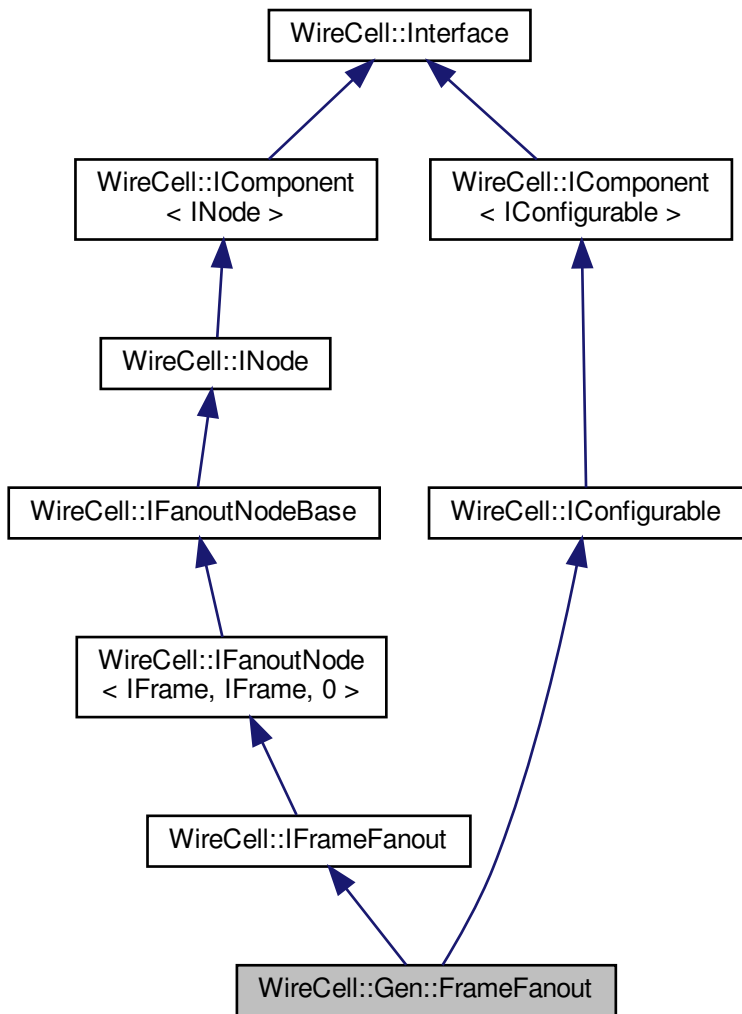 WireCell::Interface
WireCell::IComponent
< INode >
WireCell::IComponent
< IConfigurable >
WireCell::INode
WireCell::IFanoutNodeBase
WireCell::IConfigurable
WireCell::IFanoutNode
< IFrame, IFrame, 0 >
WireCell::IFrameFanout
WireCell::Gen::FrameFanout